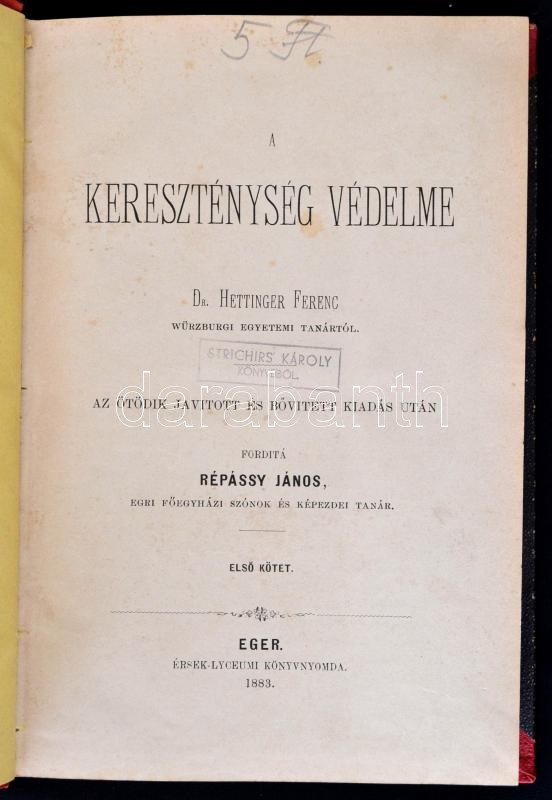 5 Ft
A
KERESZTÉNYSÉG VÉDELME
Dr. Hettinger Ferenc
WÜRZBURGI EGYETEMI TANÁRTÓL.
STRICHIRS KÁROLY
KÖNYVEIBŐL.
darabanth
AZ ÖTÖDIK JAVITOTT ÉS BŐVITETT KIADÁS UTÁN
FORDITÁ
RÉPÁSSY JÁNOS,
EGRI FŐEGYHÁZI SZÓNOK ÉS KÉPEZDEI TANÁR.
ELSŐ KÖTET.
EGER.
ÉRSEK-LYCEUMI KÖNYVNYOMDA.
1883.